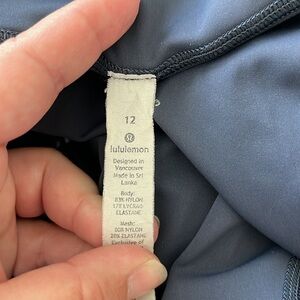 12
lululemon
Designed in
Vancouver
Made in Sri
Lanka
Body:
83% NYLON
17% LYCRA®
ELASTANE
Mesh:
80% NYLON
20% ELASTANE
Exclusive of